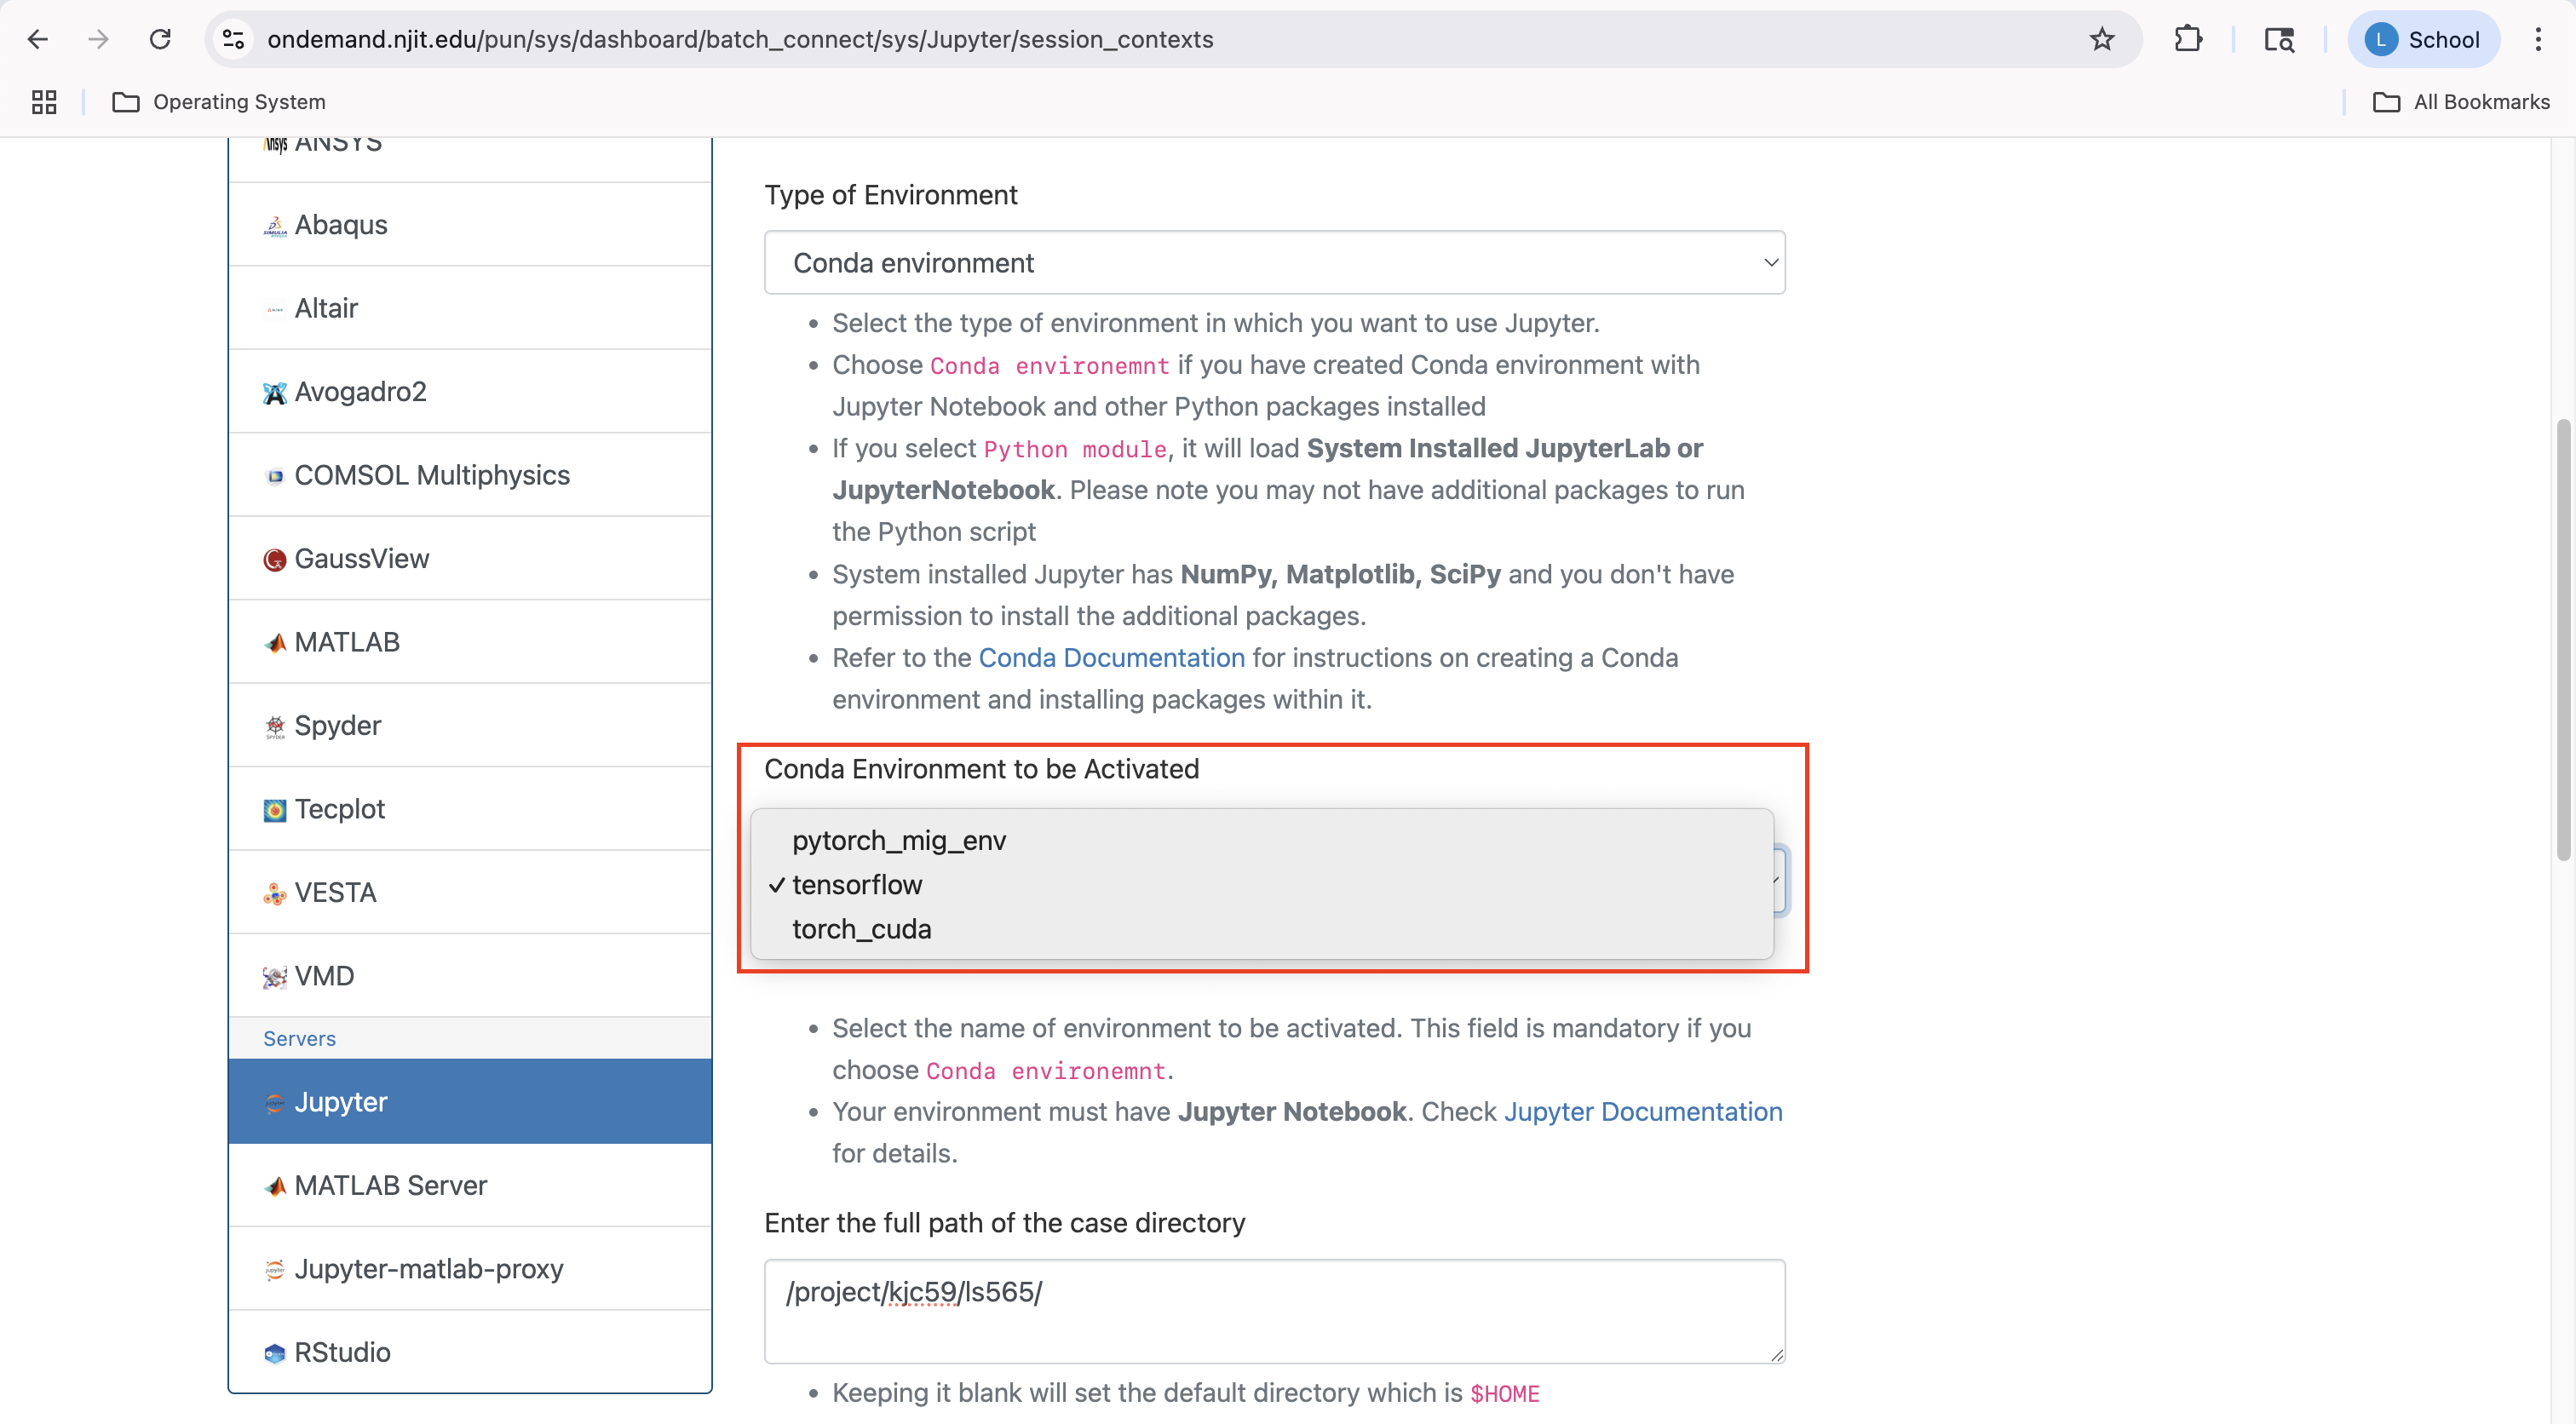 ondemand.njit.edu/pun/sys/dashboard/batch_connect/sys/Jupyter/session_contexts
L School
Operating System
All Bookmarks
ANSYS
Abaqus
Altair
Avogadro2
COMSOL Multiphysics
GaussView
MATLAB
Spyder
Tecplot
VESTA
VMD
Servers
Jupyter
MATLAB Server
Jupyter-matlab-proxy
RStudio
Type of Environment
Conda environment
Select the type of environment in which you want to use Jupyter.
Choose Conda environemnt if you have created Conda environment with
Jupyter Notebook and other Python packages installed
If you select Python module, it will load System Installed JupyterLab or
JupyterNotebook. Please note you may not have additional packages to run
the Python script
System installed Jupyter has NumPy, Matplotlib, SciPy and you don't have
permission to install the additional packages.
Refer to the Conda Documentation for instructions on creating a Conda
environment and installing packages within it.
Conda Environment to be Activated
pytorch_mig_env
✓ tensorflow
torch_cuda
Select the name of environment to be activated. This field is mandatory if you
choose Conda environemnt.
Your environment must have Jupyter Notebook. Check Jupyter Documentation
for details.
Enter the full path of the case directory
/project/kjc59/ls565/
Keeping it blank will set the default directory which is $HOME